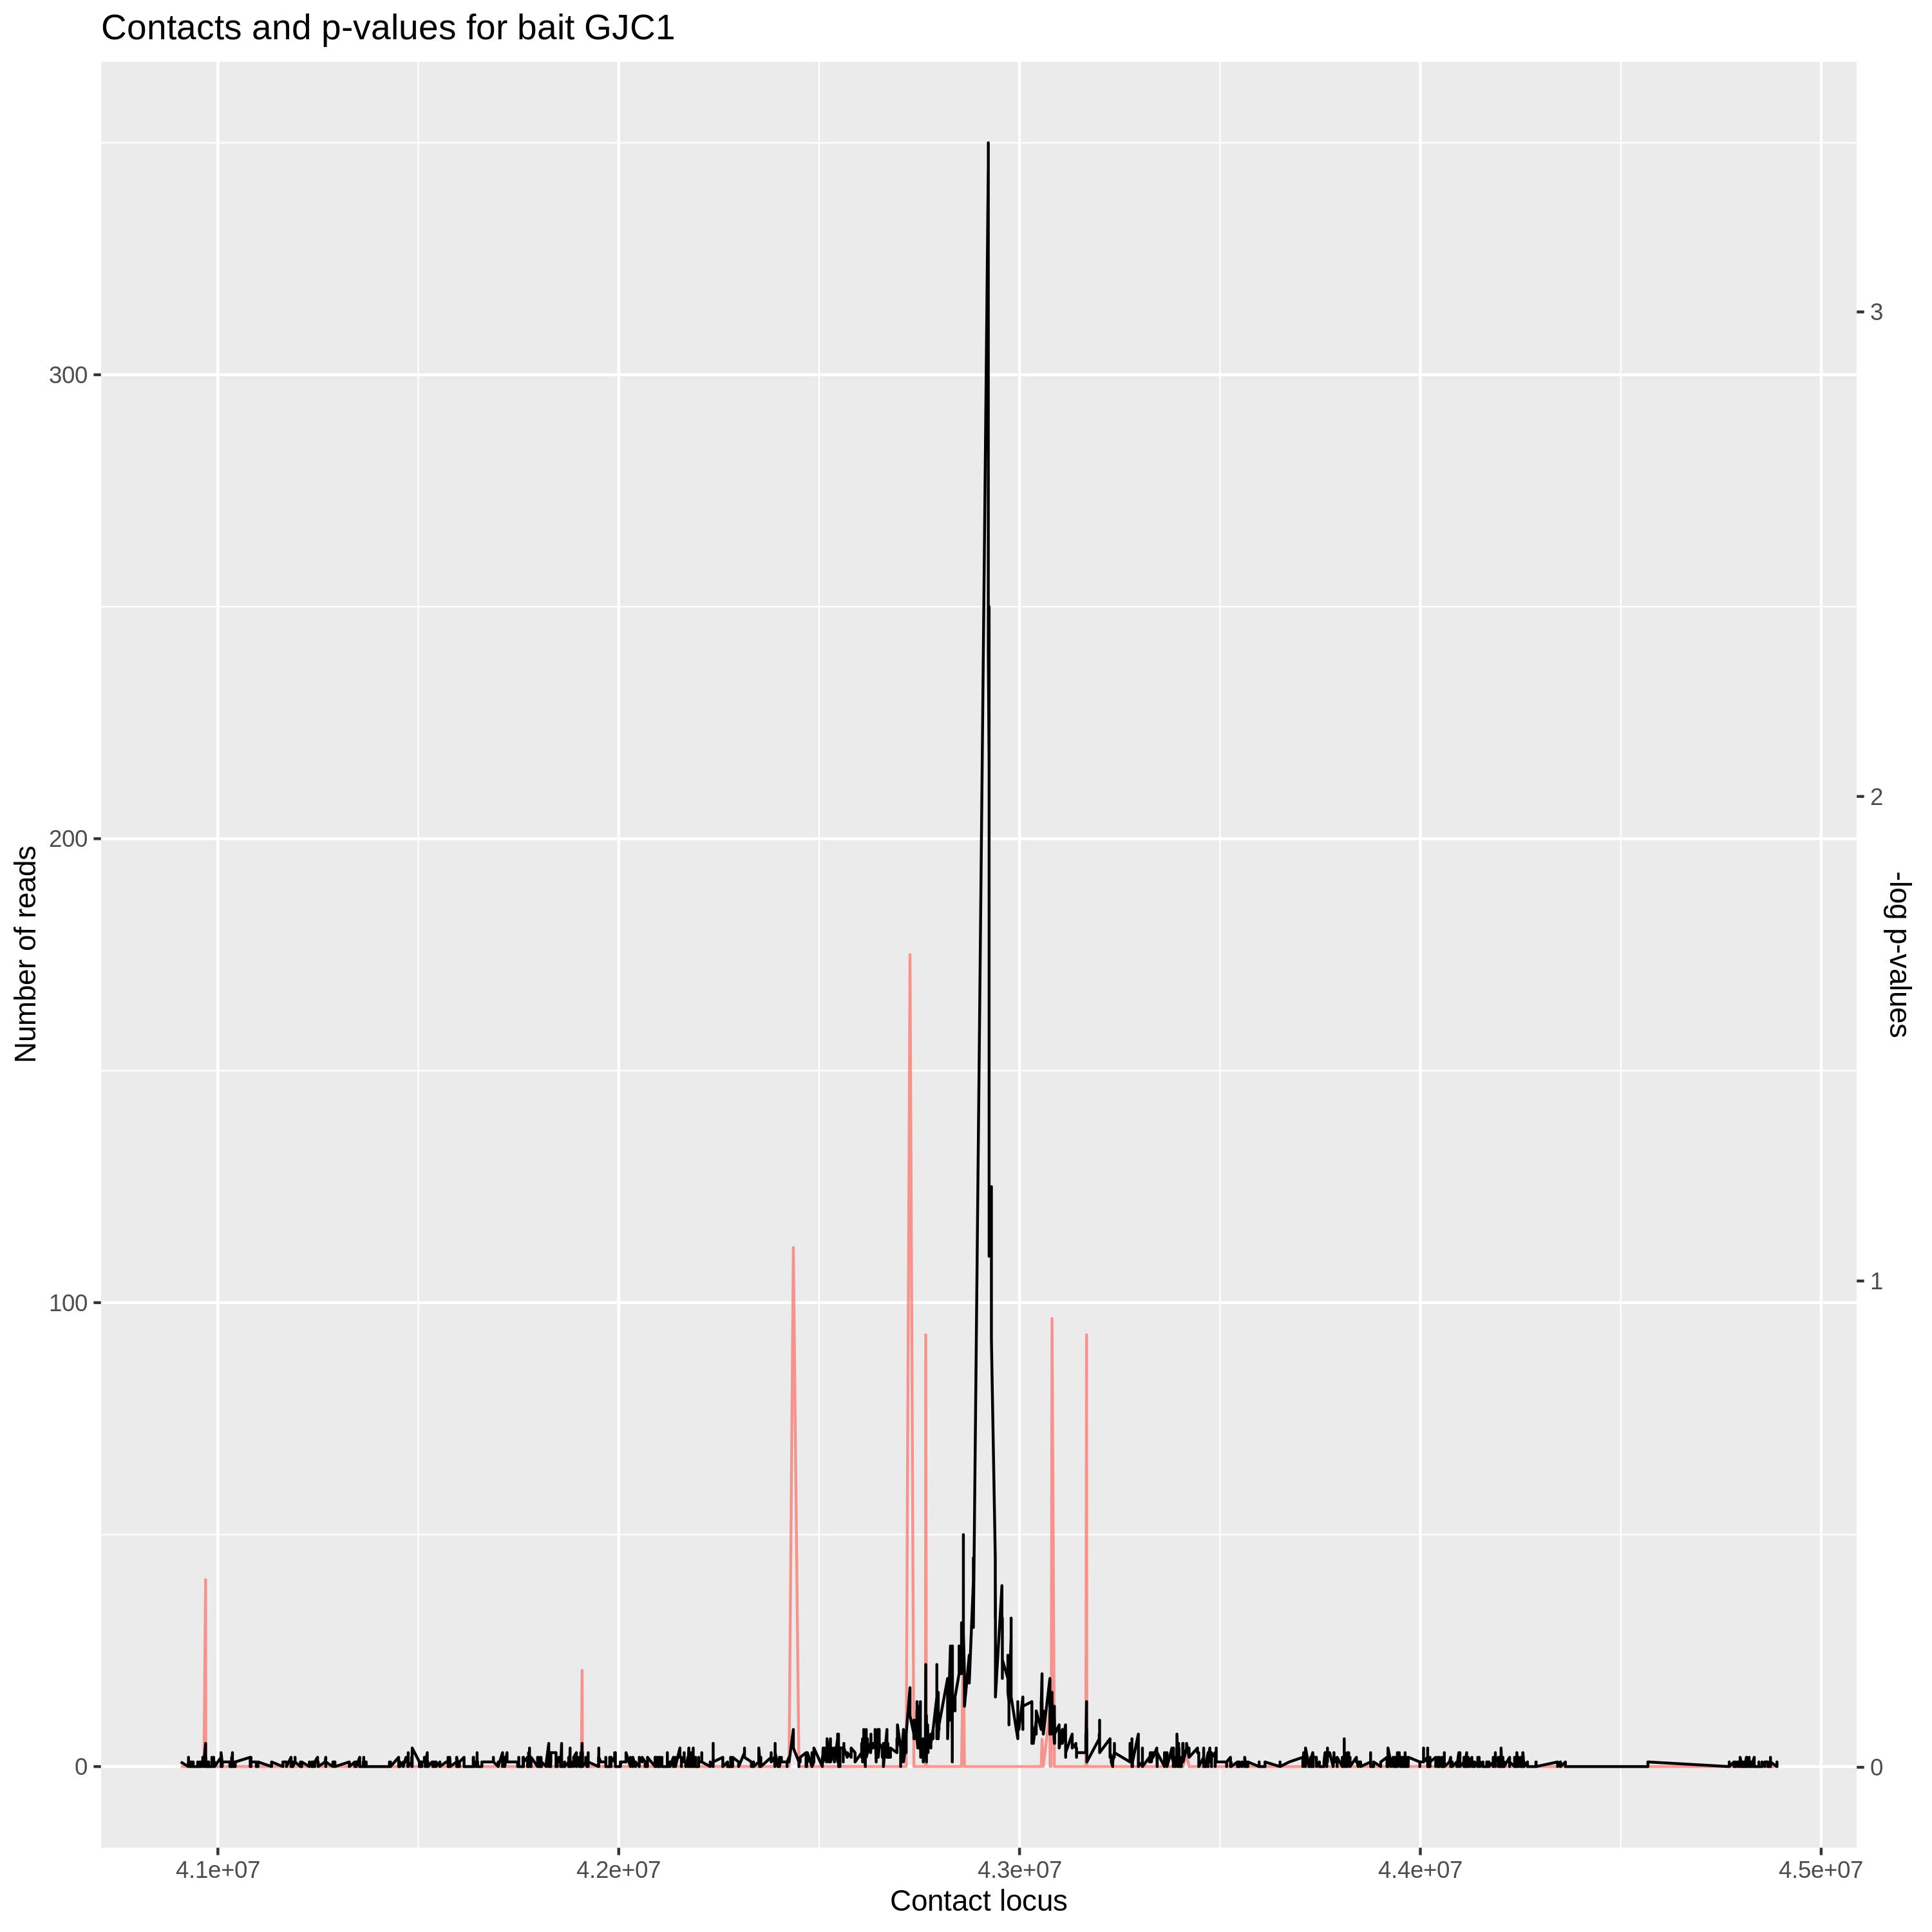 Contacts and p-values for bait GJC1
300
200
100
0
Number of reads
3
2
1
0
-log p-values
4.1e+07
4.2e+07
4.3e+07
4.4e+07
4.5e+07
Contact locus